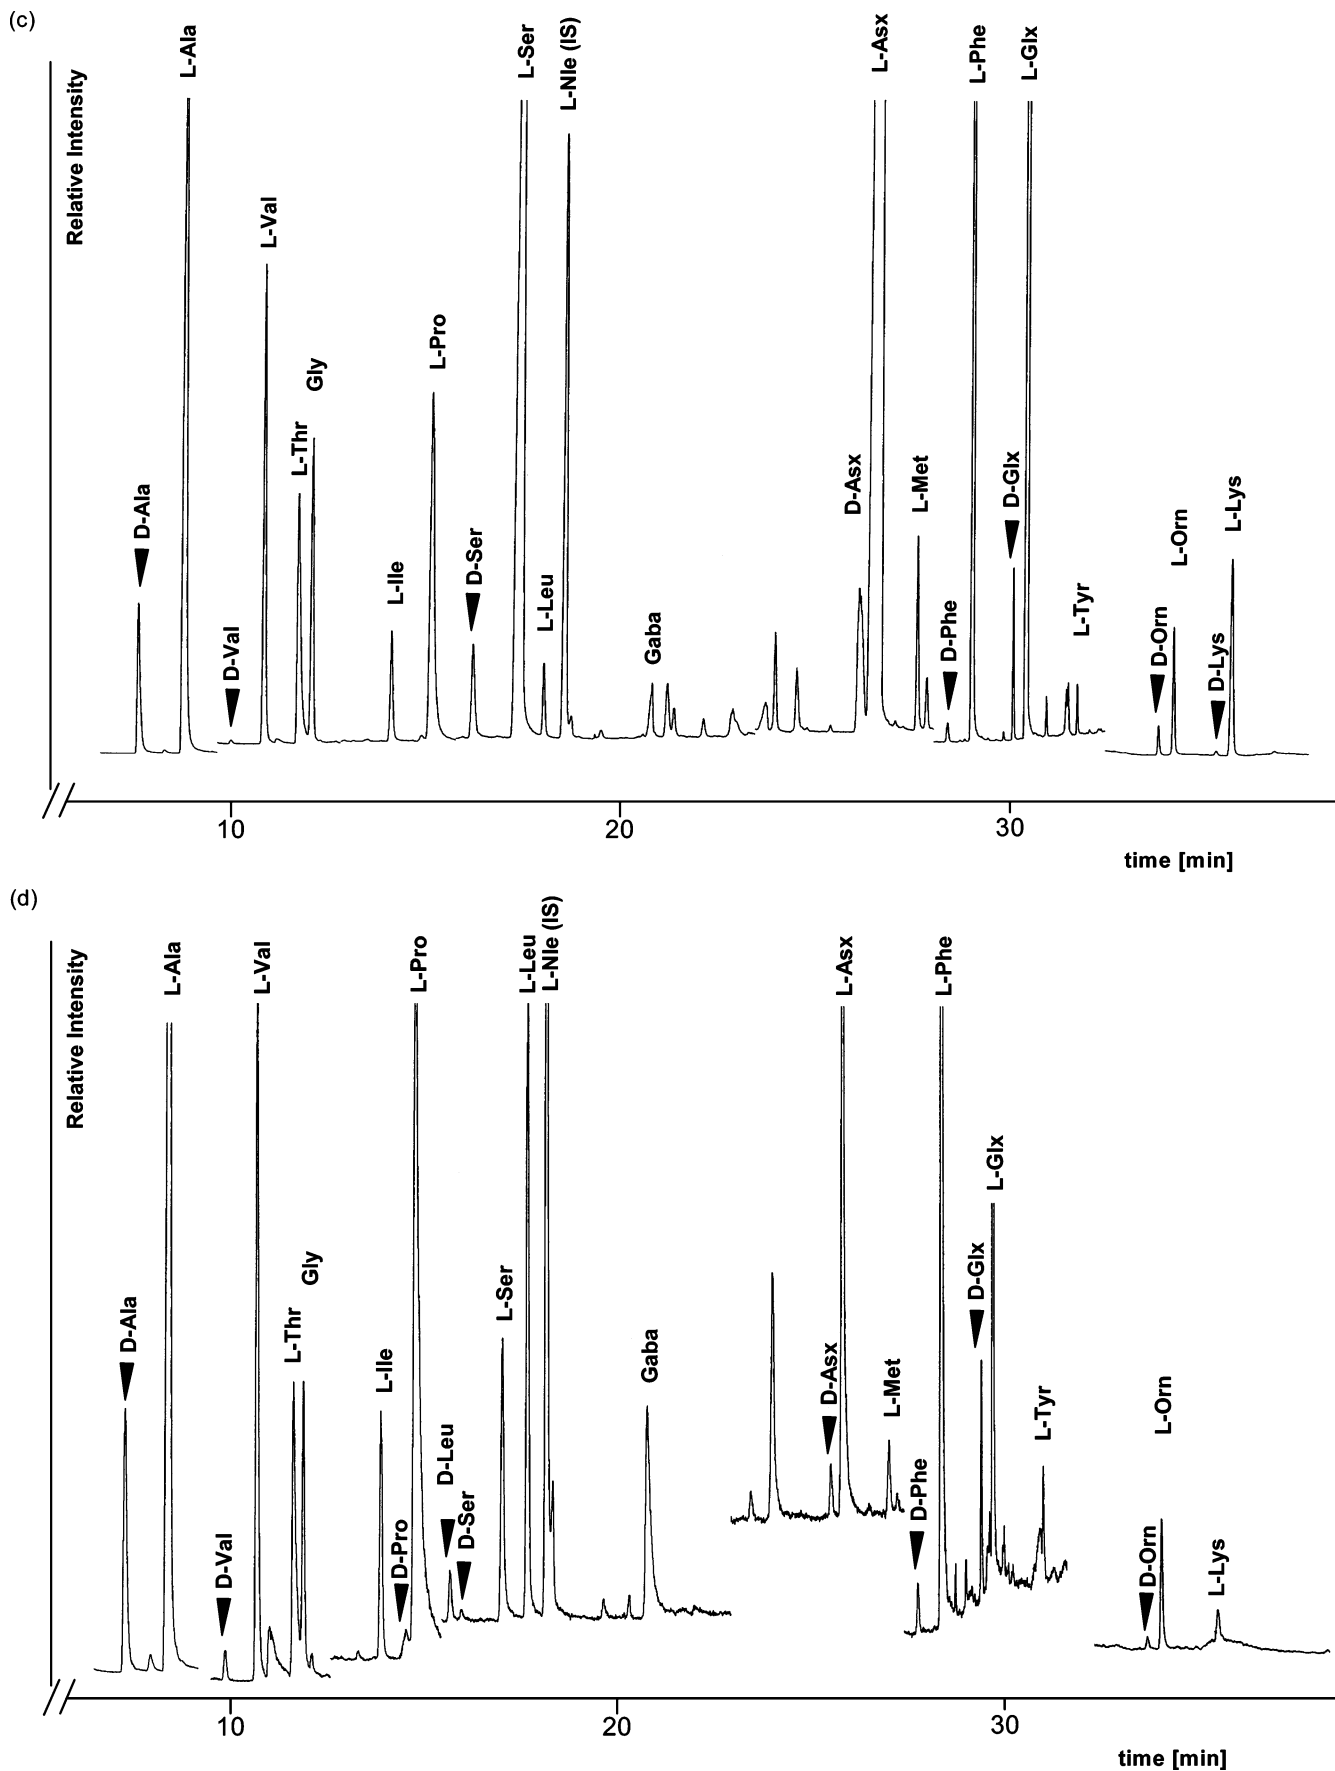 (c)
Relative Intensity
D-Ala
L-Ala
D-Val
L-Val
L-Thr
Gly
L-Ile
L-Pro
D-Ser
L-Ser
L-Leu
L-Nle (IS)
Gaba
D-Asx
L-Asx
L-Met
D-Phe
L-Phe
D-Glx
L-Glx
L-Tyr
D-Orn
L-Orn
D-Lys
L-Lys
10
20
30
time [min]
(d)
Relative Intensity
D-Ala
L-Ala
D-Val
L-Val
L-Thr
Gly
L-Ile
D-Pro
L-Pro
D-Leu
D-Ser
L-Ser
L-Leu
L-Nle (IS)
Gaba
D-Asx
L-Asx
L-Met
D-Phe
L-Phe
D-Glx
L-Glx
L-Tyr
D-Orn
L-Orn
L-Lys
10
20
30
time [min]